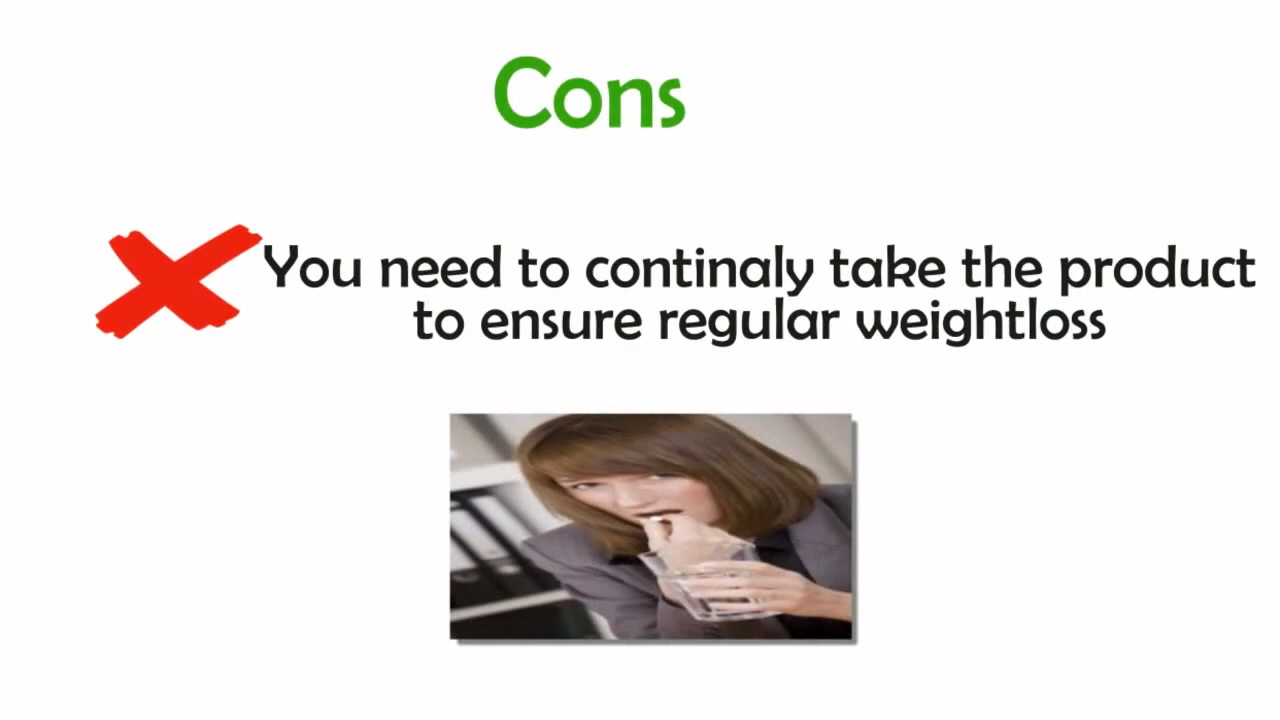 Cons
You need to continaly take the product
to ensure regular weightloss